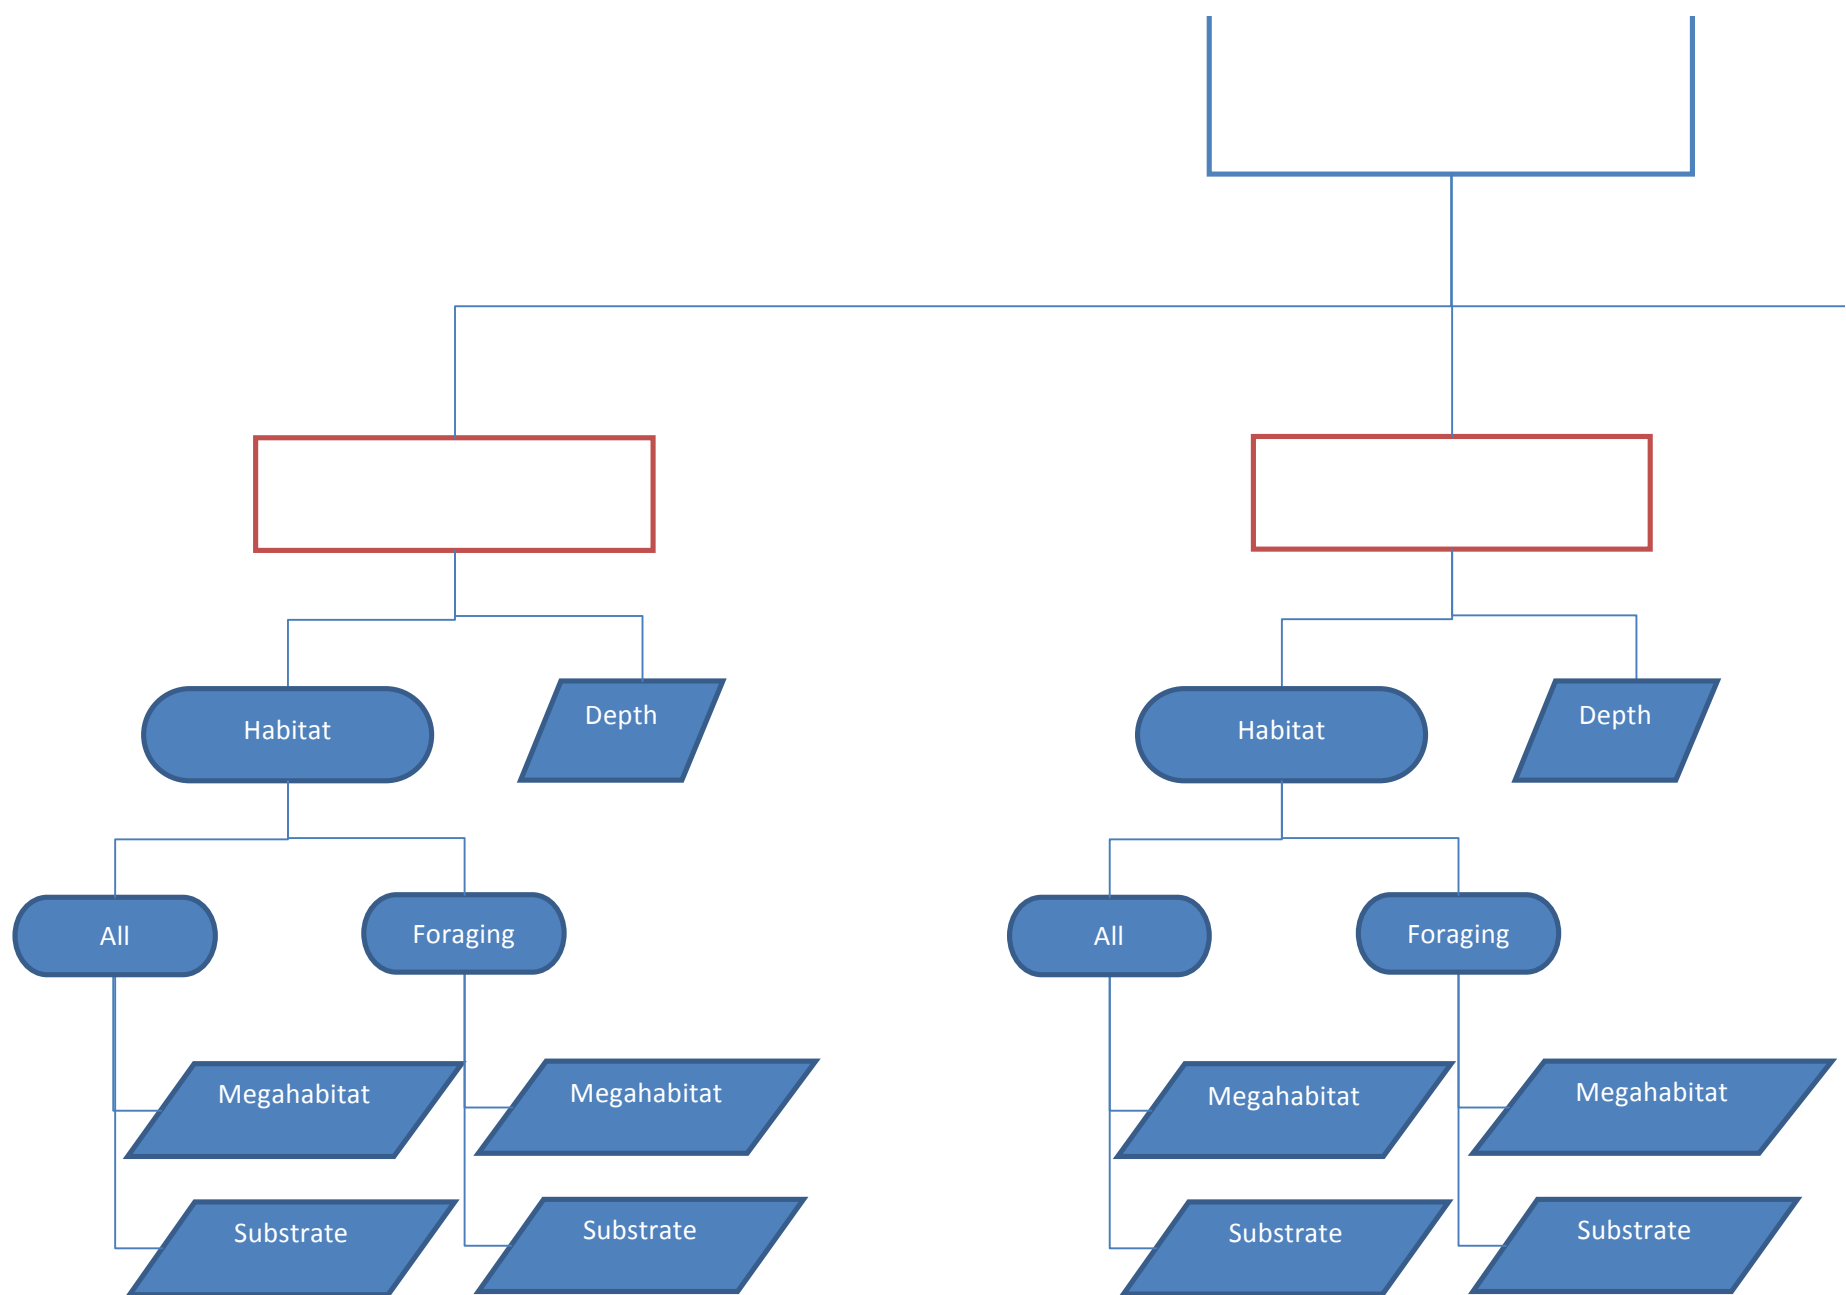 Habitat
Depth
Habitat
Depth
All
Foraging
All
Foraging
Megahabitat
Megahabitat
Megahabitat
Megahabitat
Substrate
Substrate
Substrate
Substrate